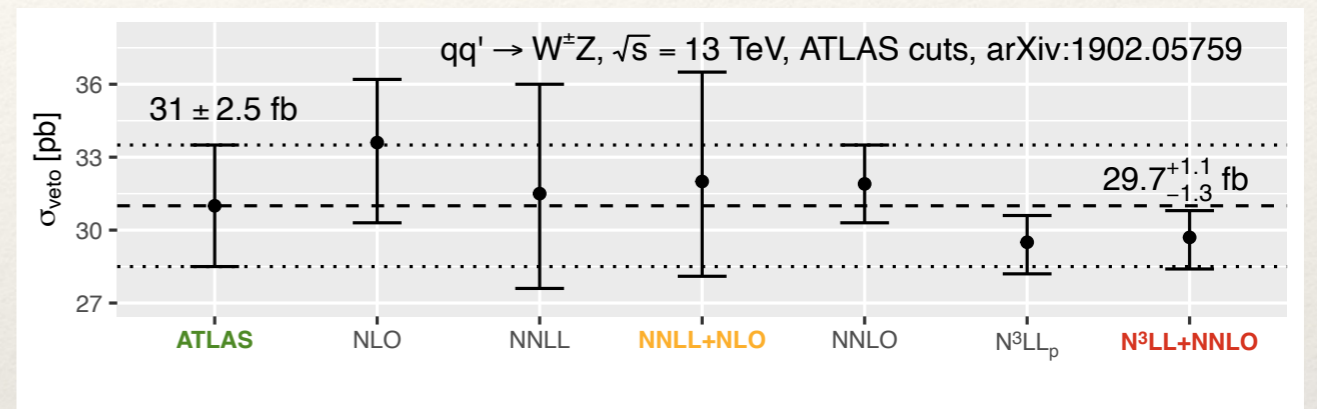 qq' → W±Z, √s = 13 TeV, ATLAS cuts, arXiv:1902.05759
36
31 ± 2.5 fb
33
29.7 +1.1 −1.3 fb
30
27
σveto [pb]
ATLAS NLO NNLL NNLL+NLO NNLO N³LLp N³LL+NNLO